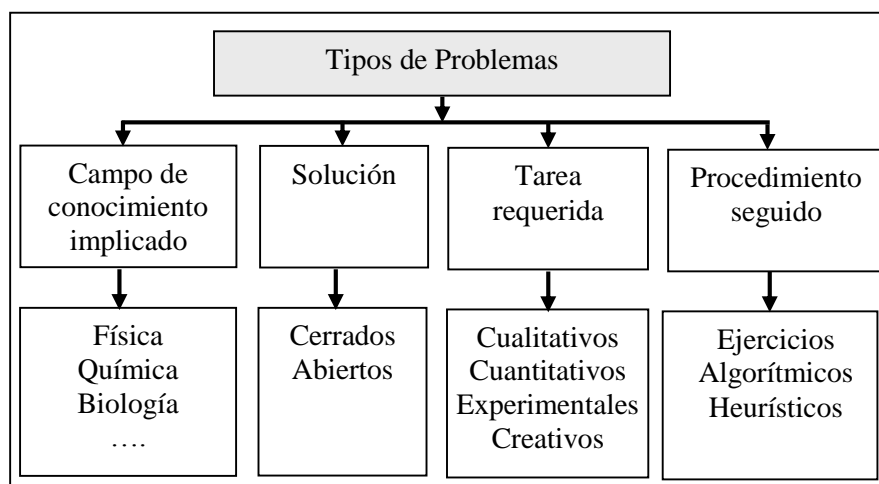 Tipos de Problemas
Campo de
conocimiento
implicado
Solución
Tarea
requerida
Procedimiento
seguido
Física
Química
Biología
….
Cerrados
Abiertos
Cualitativos
Cuantitativos
Experimentales
Creativos
Ejercicios
Algorítmicos
Heurísticos